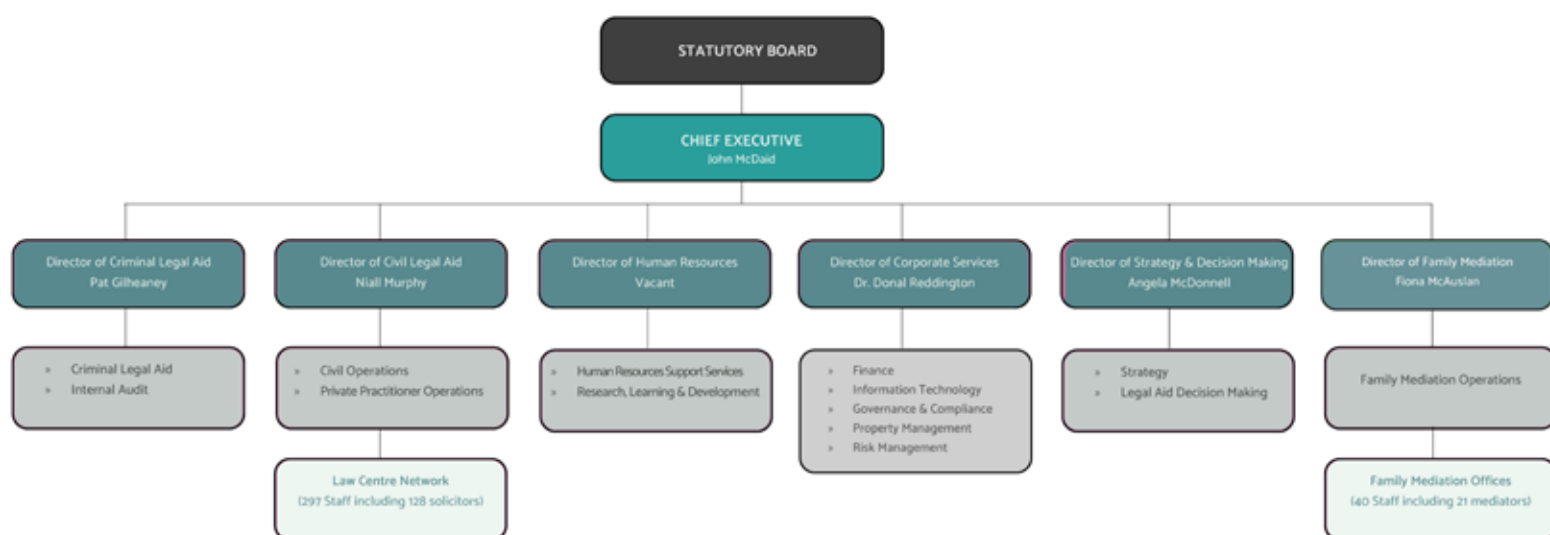 STATUTORY BOARD
CHIEF EXECUTIVE
John McDaid
Director of Criminal Legal Aid
Pat Gilheaney
Director of Civil Legal Aid
Niall Murphy
Director of Human Resources
Vacant
Director of Corporate Services
Dr. Donal Reddington
Director of Strategy & Decision Making
Angela McDonnell
Director of Family Mediation
Fiona McAuslan
» Criminal Legal Aid
» Internal Audit
» Civil Operations
» Private Practitioner Operations
» Human Resources Support Services
» Research, Learning & Development
» Finance
» Information Technology
» Governance & Compliance
» Property Management
» Risk Management
» Strategy
» Legal Aid Decision Making
Family Mediation Operations
Law Centre Network
(297 Staff including 128 solicitors)
Family Mediation Offices
(40 Staff including 21 mediators)